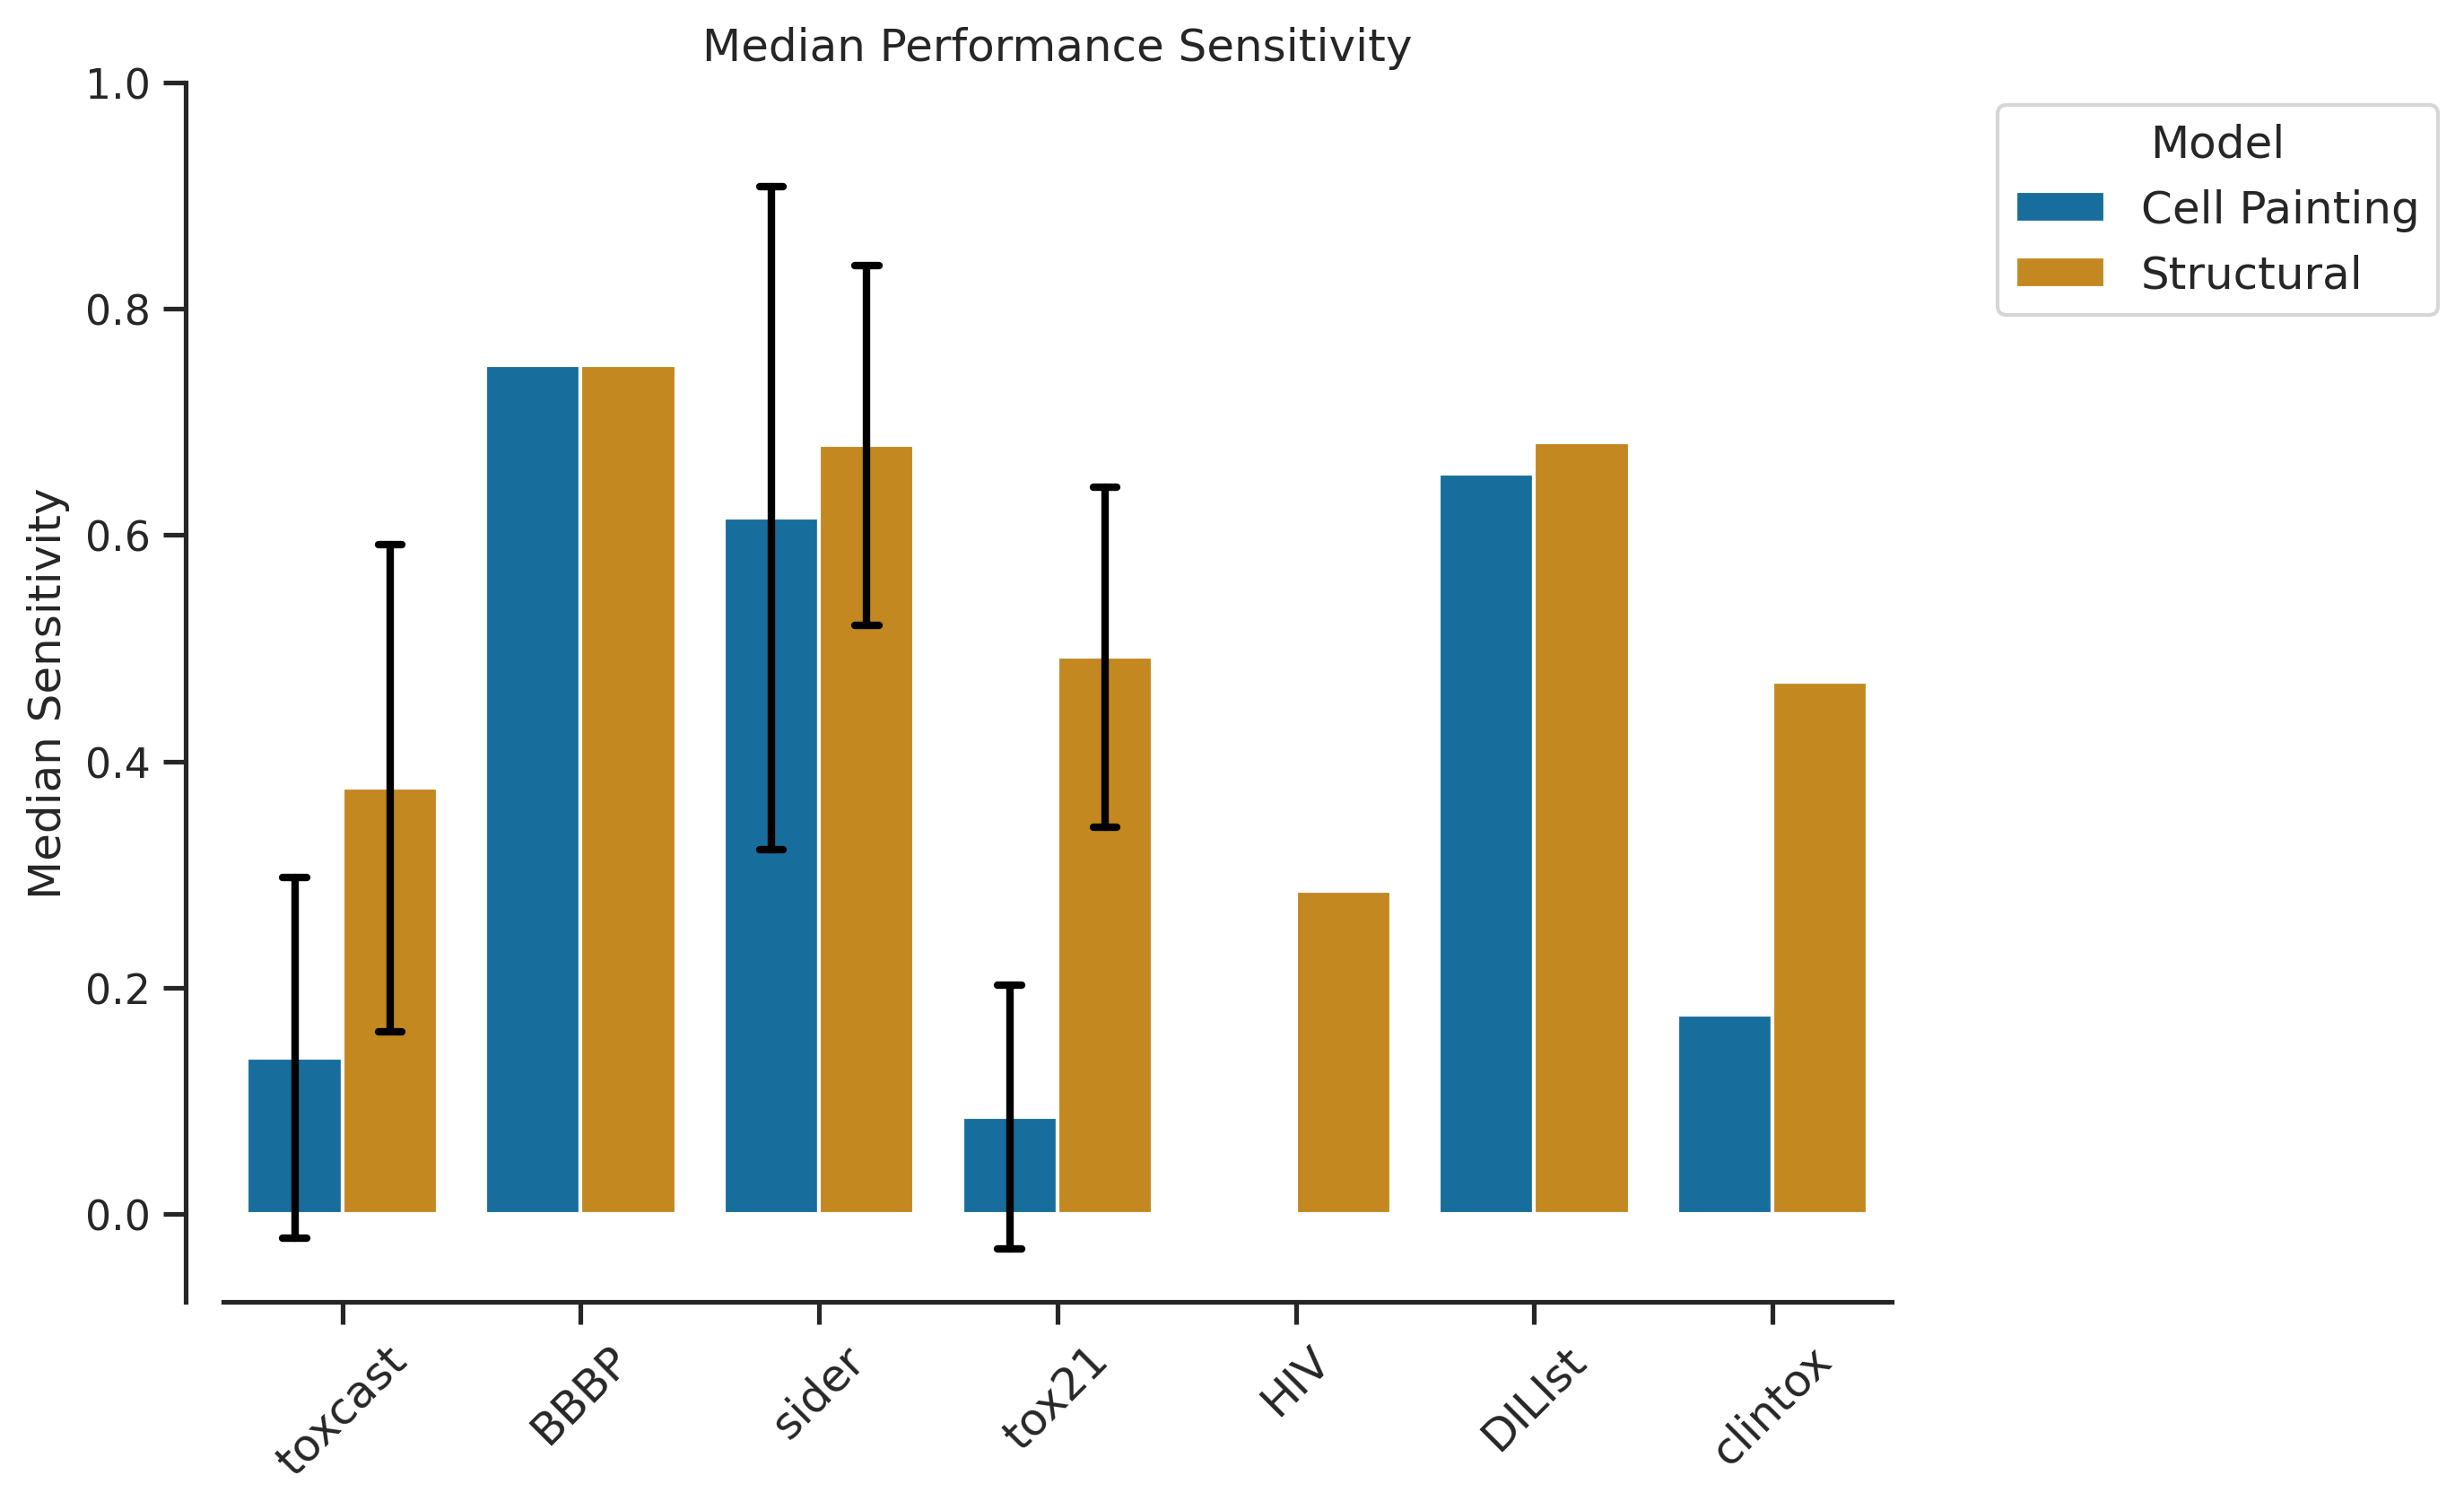 Median Performance Sensitivity
1.0
0.8
0.6
0.4
0.2
0.0
Median Sensitivity
toxcast
BBBP
sider
tox21
HIV
DILIst
clintox
Model
Cell Painting
Structural